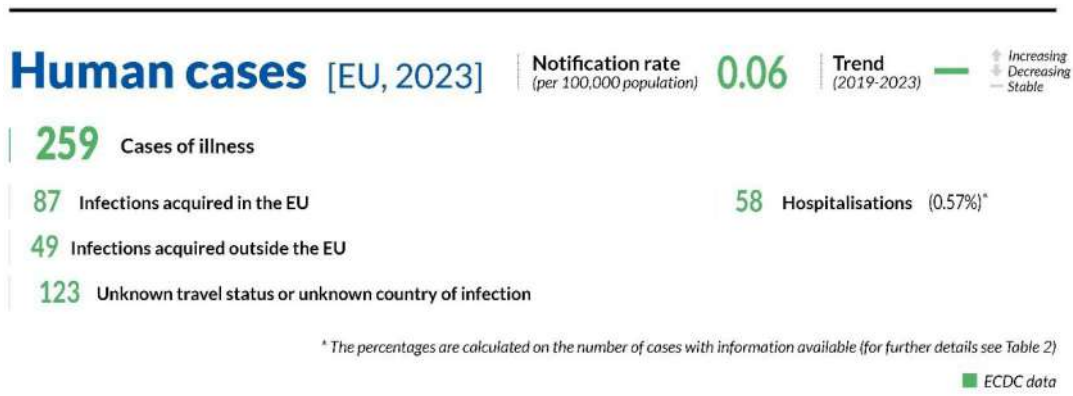 Human cases [EU, 2023]
Notification rate
(per 100,000 population)
0.06
Trend
(2019-2023)
Increasing
Decreasing
Stable
259 Cases of illness
87 Infections acquired in the EU
58 Hospitalisations (0.57%)*
49 Infections acquired outside the EU
123 Unknown travel status or unknown country of infection
* The percentages are calculated on the number of cases with information available (for further details see Table 2)
ECDC data